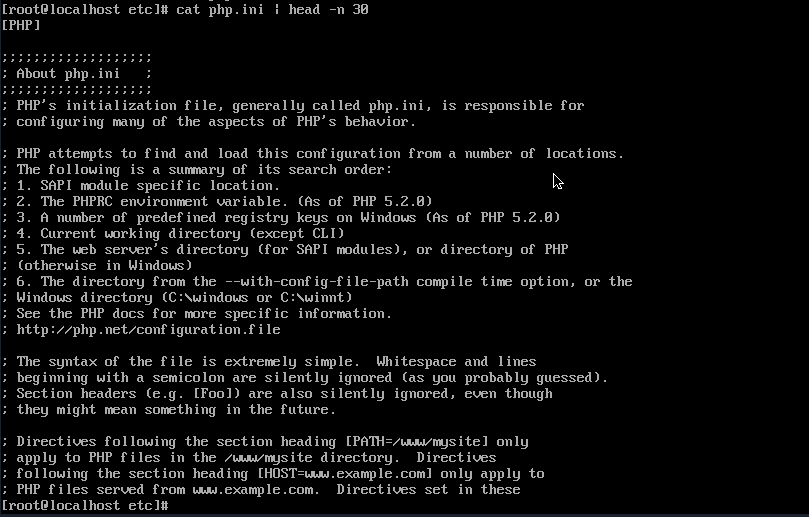 [root@localhost etc]# cat php.ini | head -n 30
[PHP]
;;;;;;;;;;;;;;;;;;;
; About php.ini   ;
;;;;;;;;;;;;;;;;;;;
; PHP's initialization file, generally called php.ini, is responsible for
; configuring many of the aspects of PHP's behavior.
; PHP attempts to find and load this configuration from a number of locations.
; The following is a summary of its search order:
; 1. SAPI module specific location.
; 2. The PHPRC environment variable. (As of PHP 5.2.0)
; 3. A number of predefined registry keys on Windows (As of PHP 5.2.0)
; 4. Current working directory (except CLI)
; 5. The web server's directory (for SAPI modules), or directory of PHP
; (otherwise in Windows)
; 6. The directory from the --with-config-file-path compile time option, or the
; Windows directory (C:\windows or C:\winnt)
; See the PHP docs for more specific information.
; http://php.net/configuration.file
; The syntax of the file is extremely simple.  Whitespace and lines
; beginning with a semicolon are silently ignored (as you probably guessed).
; Section headers (e.g. [Foo]) are also silently ignored, even though
; they might mean something in the future.
; Directives following the section heading [PATH=/www/mysite] only
; apply to PHP files in the /www/mysite directory.  Directives
; following the section heading [HOST=www.example.com] only apply to
; PHP files served from www.example.com.  Directives set in these
[root@localhost etc]#